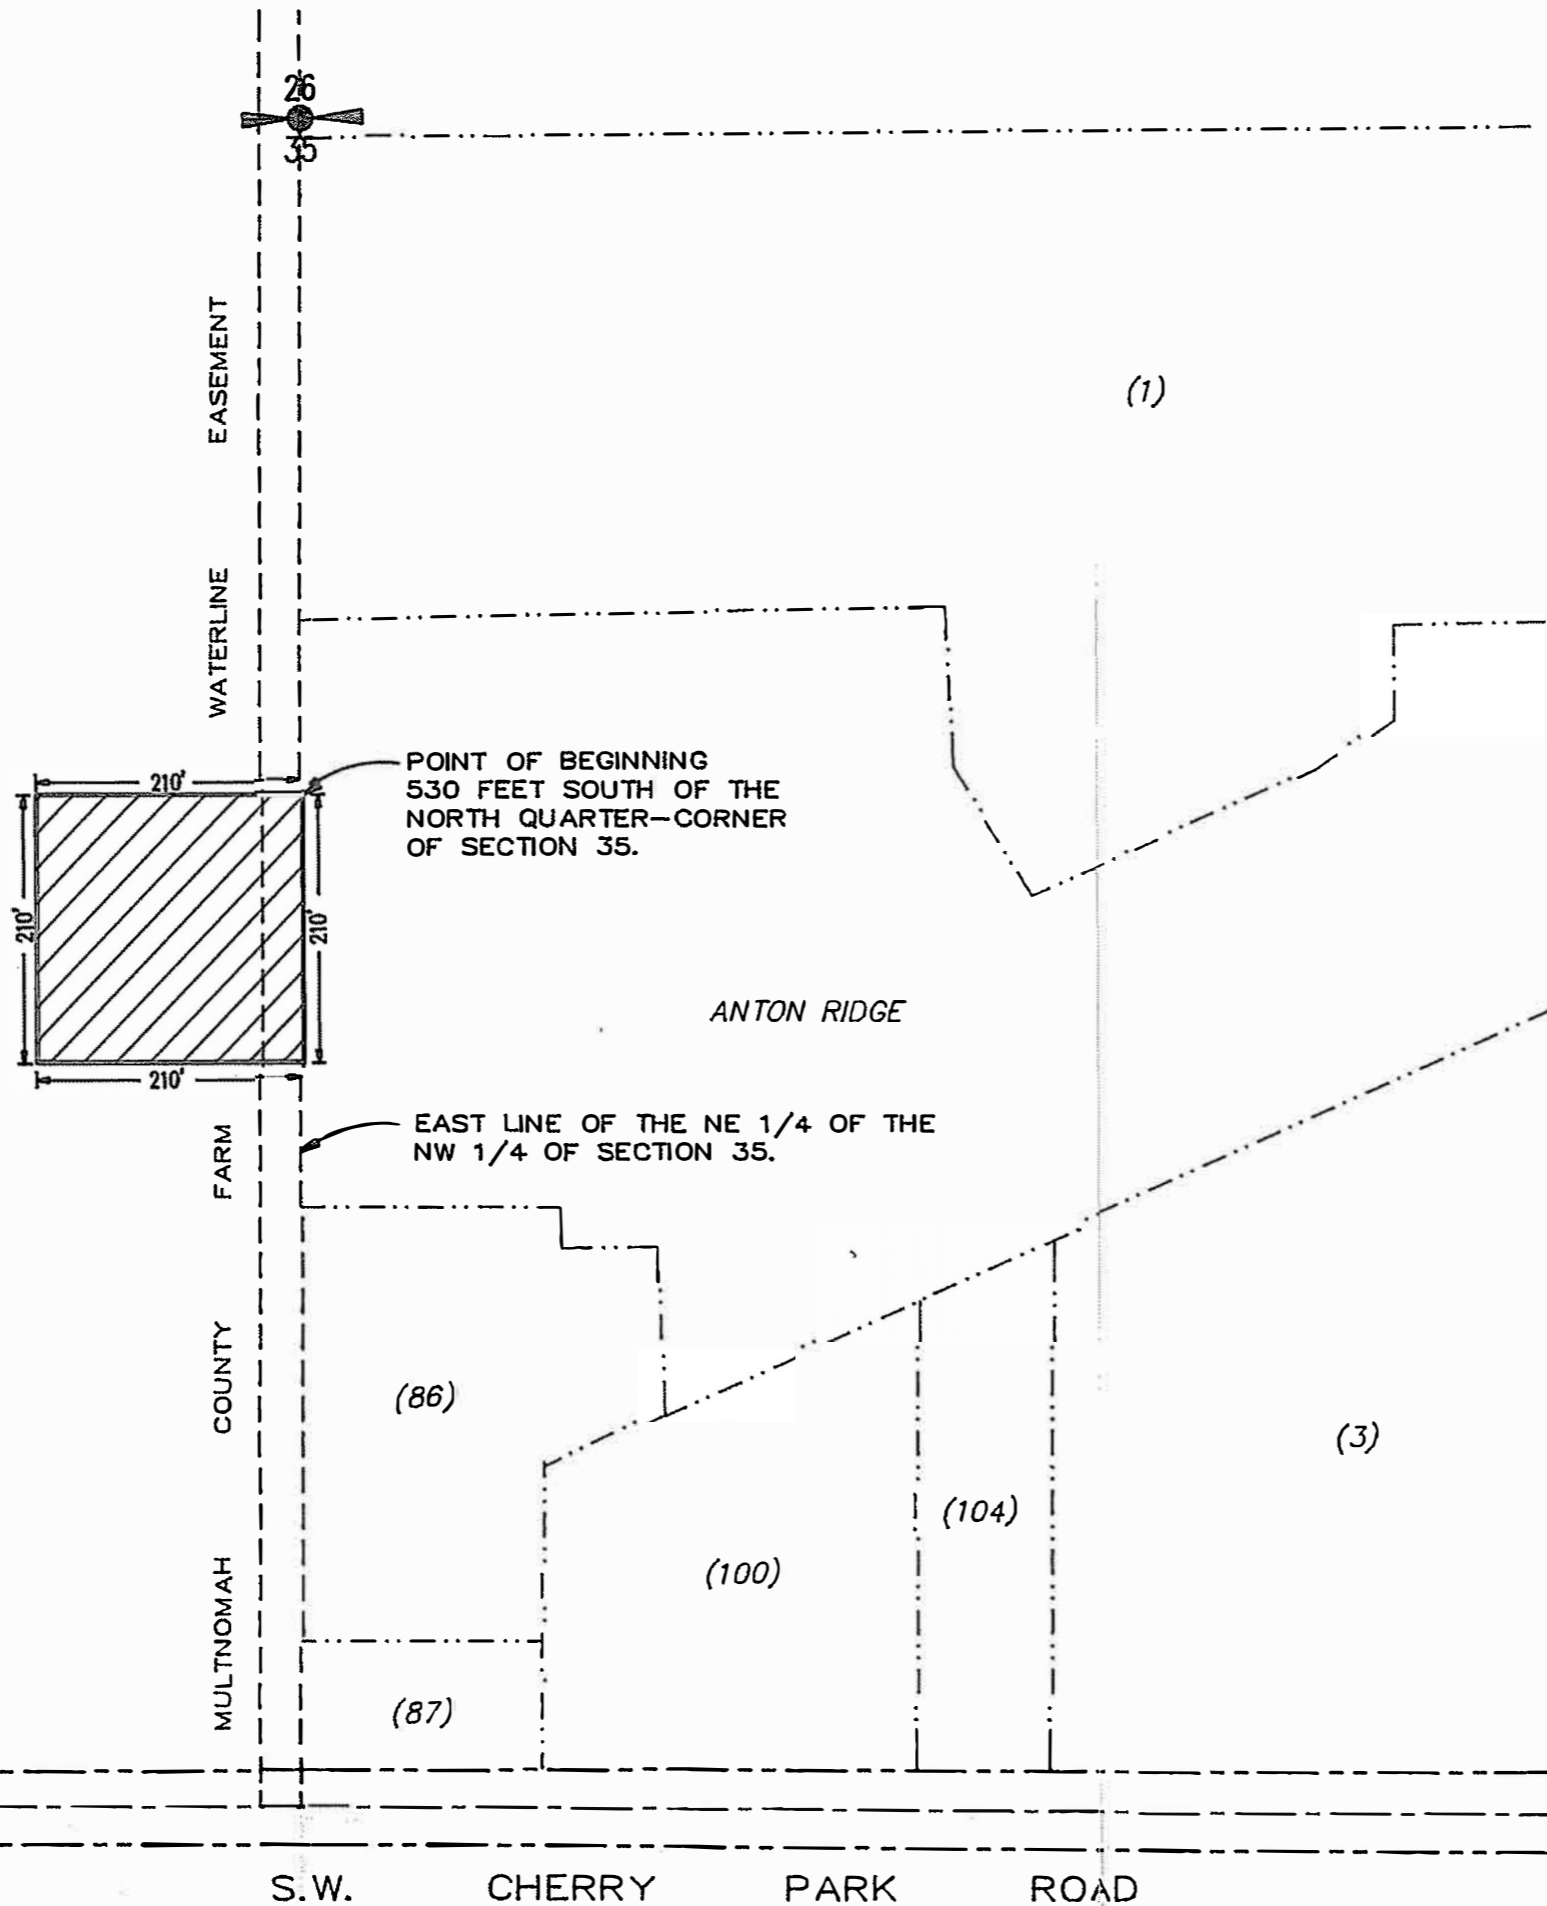 26
35
(1)
EASEMENT
WATERLINE
POINT OF BEGINNING
530 FEET SOUTH OF THE
NORTH QUARTER-CORNER
OF SECTION 35.
210'
210'
210'
210'
ANTON RIDGE
EAST LINE OF THE NE 1/4 OF THE
NW 1/4 OF SECTION 35.
FARM
COUNTY
(86)
(3)
(104)
(100)
MULTNOMAH
(87)
S.W. CHERRY PARK ROAD